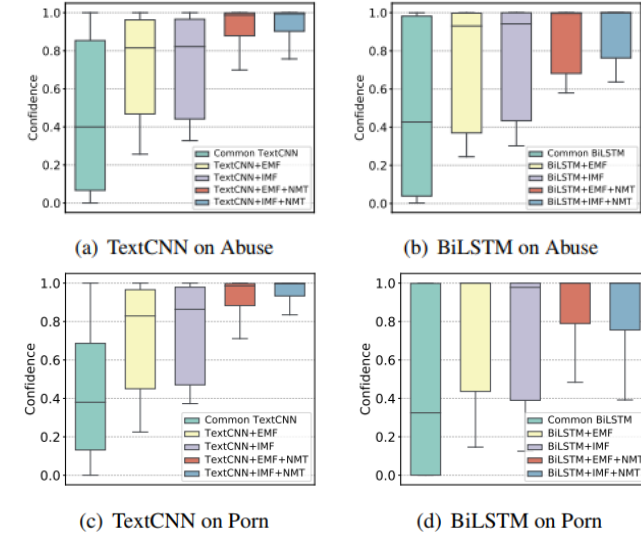 1.0
0.8
0.6
0.4
0.2
0.0
Confidence
Common TextCNN
TextCNN+EMF
TextCNN+IMF
TextCNN+EMF+NMT
TextCNN+IMF+NMT
(a) TextCNN on Abuse
1.0
0.8
0.6
0.4
0.2
0.0
Confidence
Common BiLSTM
BiLSTM+EMF
BiLSTM+IMF
BiLSTM+EMF+NMT
BiLSTM+IMF+NMT
(b) BiLSTM on Abuse
1.0
0.8
0.6
0.4
0.2
0.0
Confidence
Common TextCNN
TextCNN+EMF
TextCNN+IMF
TextCNN+EMF+NMT
TextCNN+IMF+NMT
(c) TextCNN on Porn
1.0
0.8
0.6
0.4
0.2
0.0
Confidence
Common BiLSTM
BiLSTM+EMF
BiLSTM+IMF
BiLSTM+EMF+NMT
BiLSTM+IMF+NMT
(d) BiLSTM on Porn